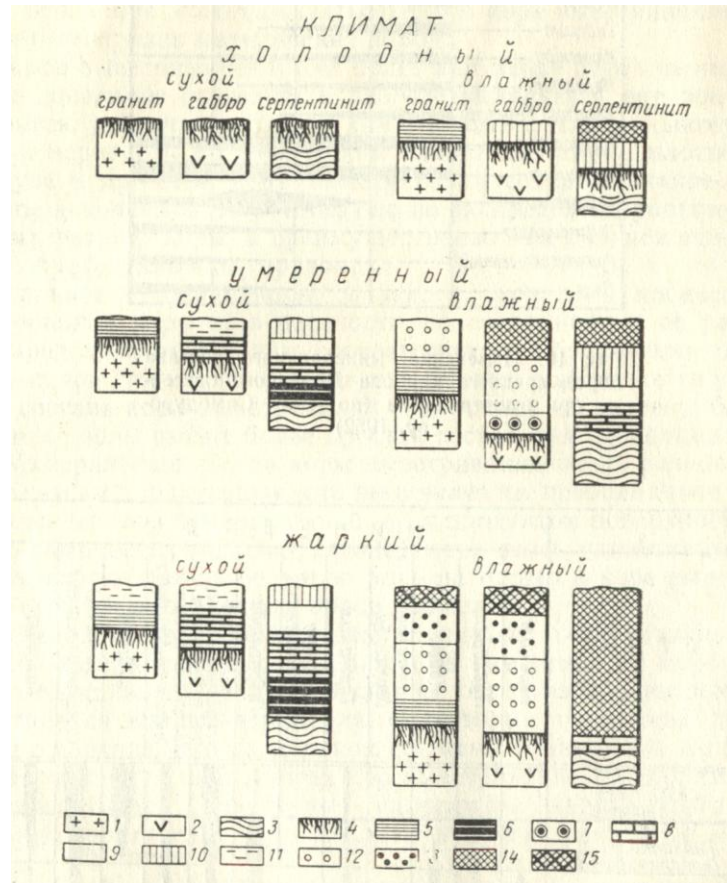 КЛИМАТ
ХОЛОДНЫЙ
сухой влажный
гранит габбро серпентинит гранит габбро серпентинит
умеренный
сухой влажный
жаркий
сухой влажный
1 2 3 4 5 6 7 8
9 10 11 12 13 14 15